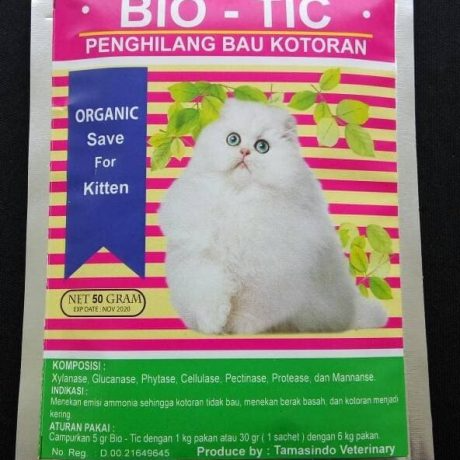 BIO - TIC
PENGHILANG BAU KOTORAN
ORGANIC
Save
For
Kitten
NET 50 GRAM
EXP DATE : NOV 2020
KOMPOSISI :
Xylanase, Glucanase, Phytase, Cellulase, Pectinase, Protease, dan Mannanse.
INDIKASI :
Menekan emisi ammonia sehingga kotoran tidak bau, menekan berak basah, dan kotoran menjadi
kering
ATURAN PAKAI :
Campurkan 5 gr Bio - Tic dengan 1 kg pakan atau 30 gr ( 1 sachet ) dengan 6 kg pakan.
No. Reg. D.00.21649645 Produce by : Tamasindo Veterinary